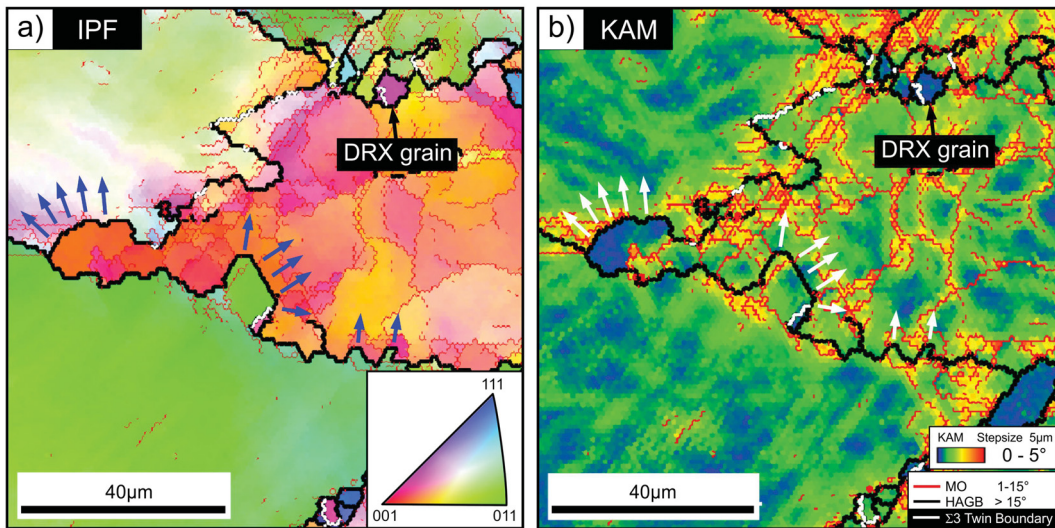 a) IPF
DRX grain
111
001
011
40μm
b) KAM
DRX grain
KAM Stepsize 5μm
0 - 5°
MO 1-15°
HAGB > 15°
Σ3 Twin Boundary
40μm